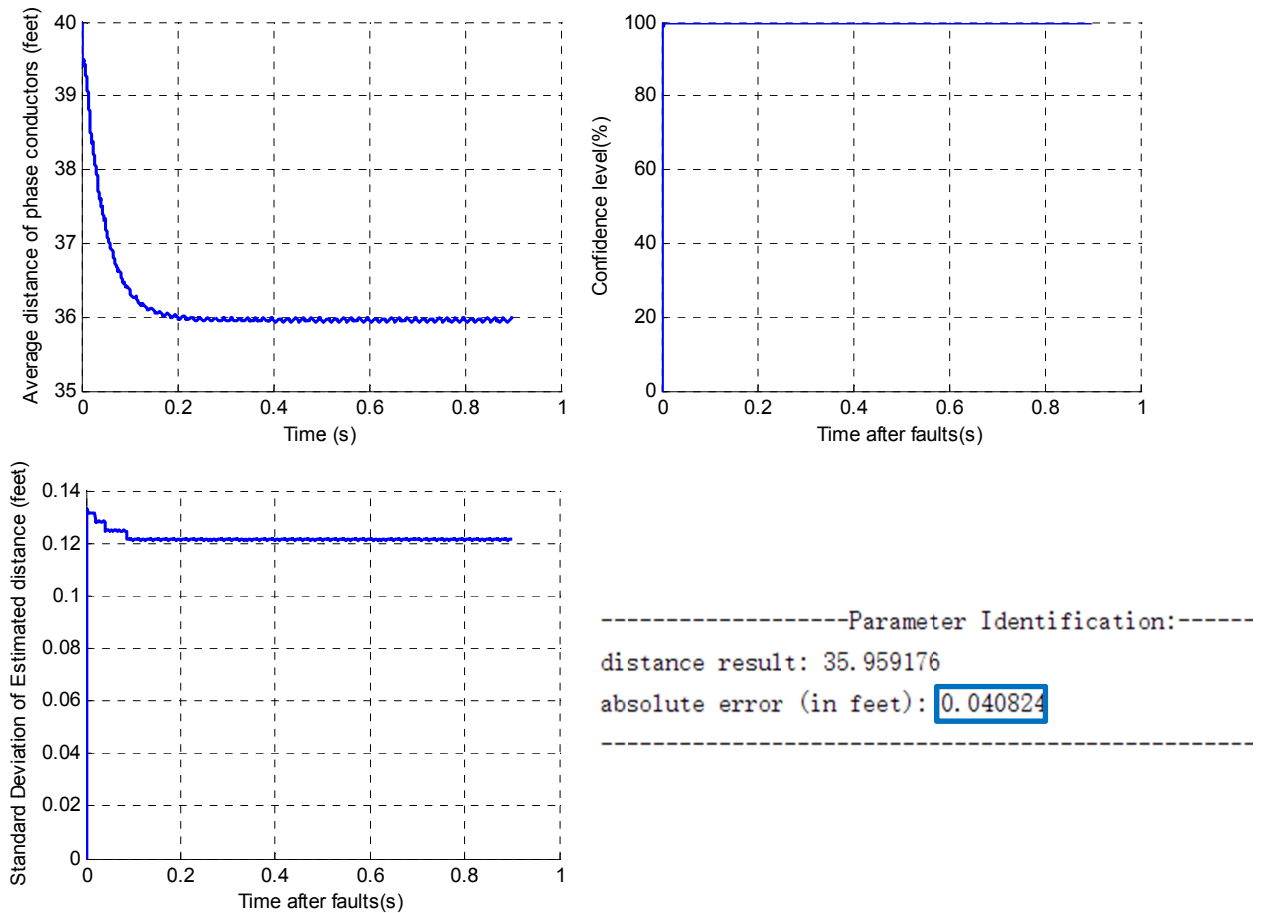 Average distance of phase conductors (feet)
40
39
38
37
36
35
0 0.2 0.4 0.6 0.8 1
Time (s)
Confidence level(%)
100
80
60
40
20
0
0 0.2 0.4 0.6 0.8 1
Time after faults(s)
Standard Deviation of Estimated distance (feet)
0.14
0.12
0.1
0.08
0.06
0.04
0.02
0
0 0.2 0.4 0.6 0.8 1
Time after faults(s)
-------------------Parameter Identification:------
distance result: 35.959176
absolute error (in feet): 0.040824
--------------------------------------------------